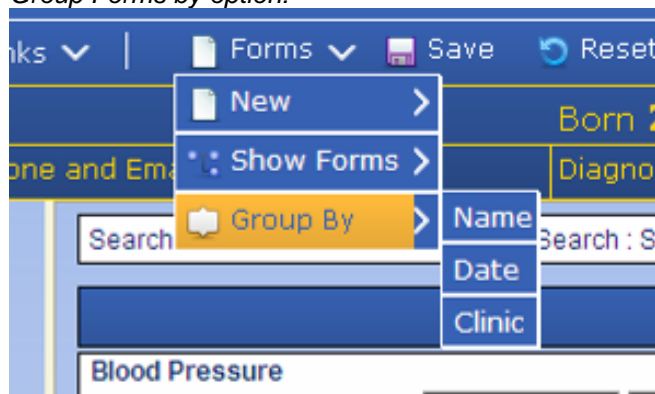 Group Forms by option.
nks Forms Save Reset
New
Born
one and Ema Show Forms Diagno
Group By Name
Search Search : S
Date
Clinic
Blood Pressure